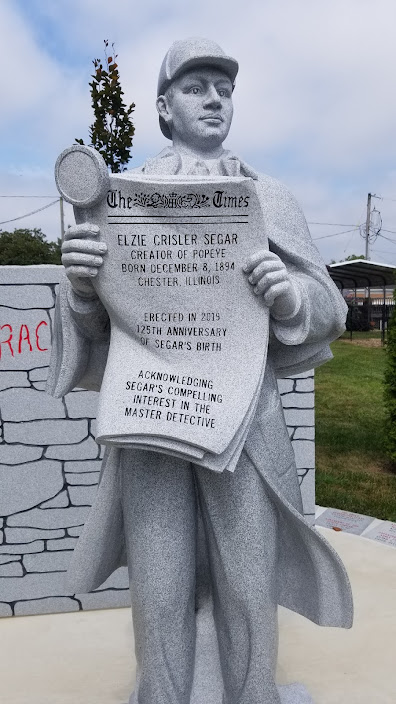 The Times
ELZIE CRISLER SEGAR
CREATOR OF POPEYE
BORN DECEMBER 8, 1894
CHESTER, ILLINOIS
ERECTED IN 2019
125TH ANNIVERSARY
OF SEGAR'S BIRTH
ACKNOWLEDGING
SEGAR'S COMPELLING
INTEREST IN THE
MASTER DETECTIVE
RAC